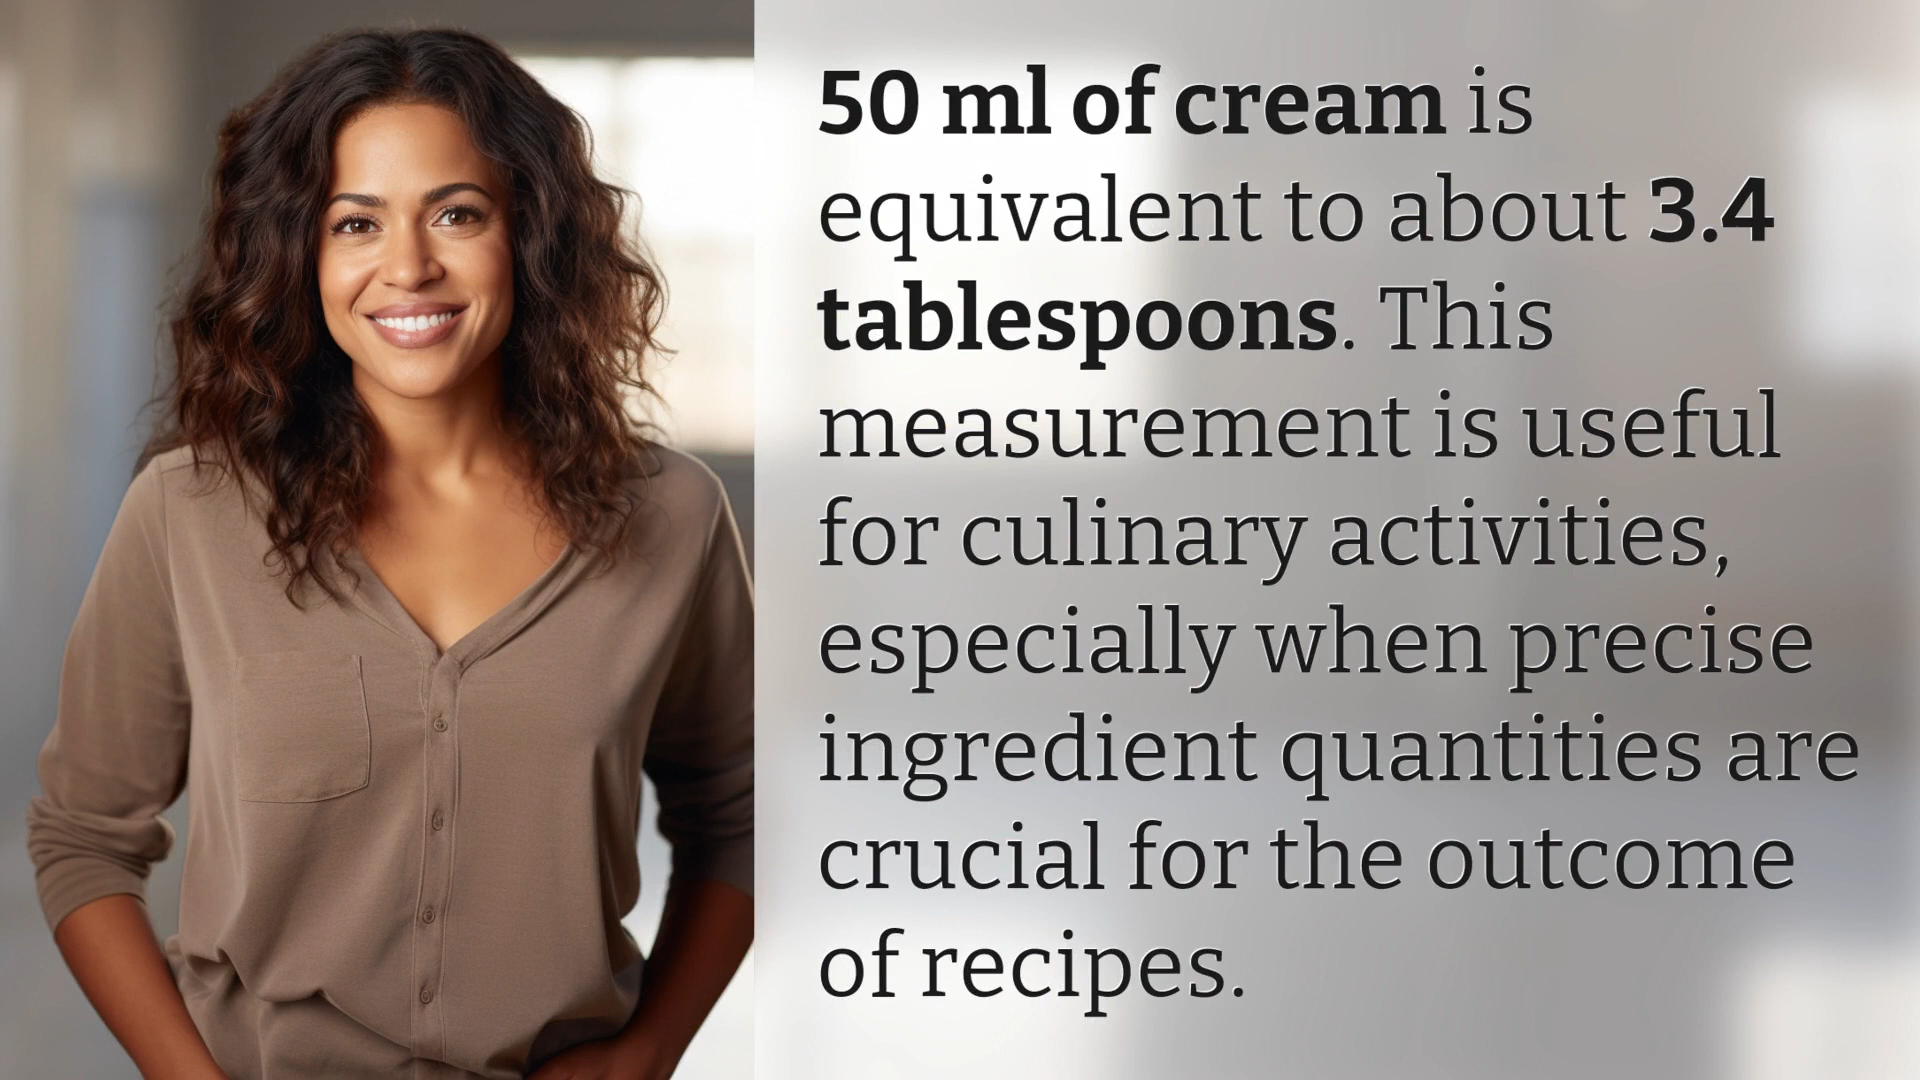 50 ml of cream is
equivalent to about 3.4
tablespoons. This
measurement is useful
for culinary activities,
especially when precise
ingredient quantities are
crucial for the outcome
of recipes.